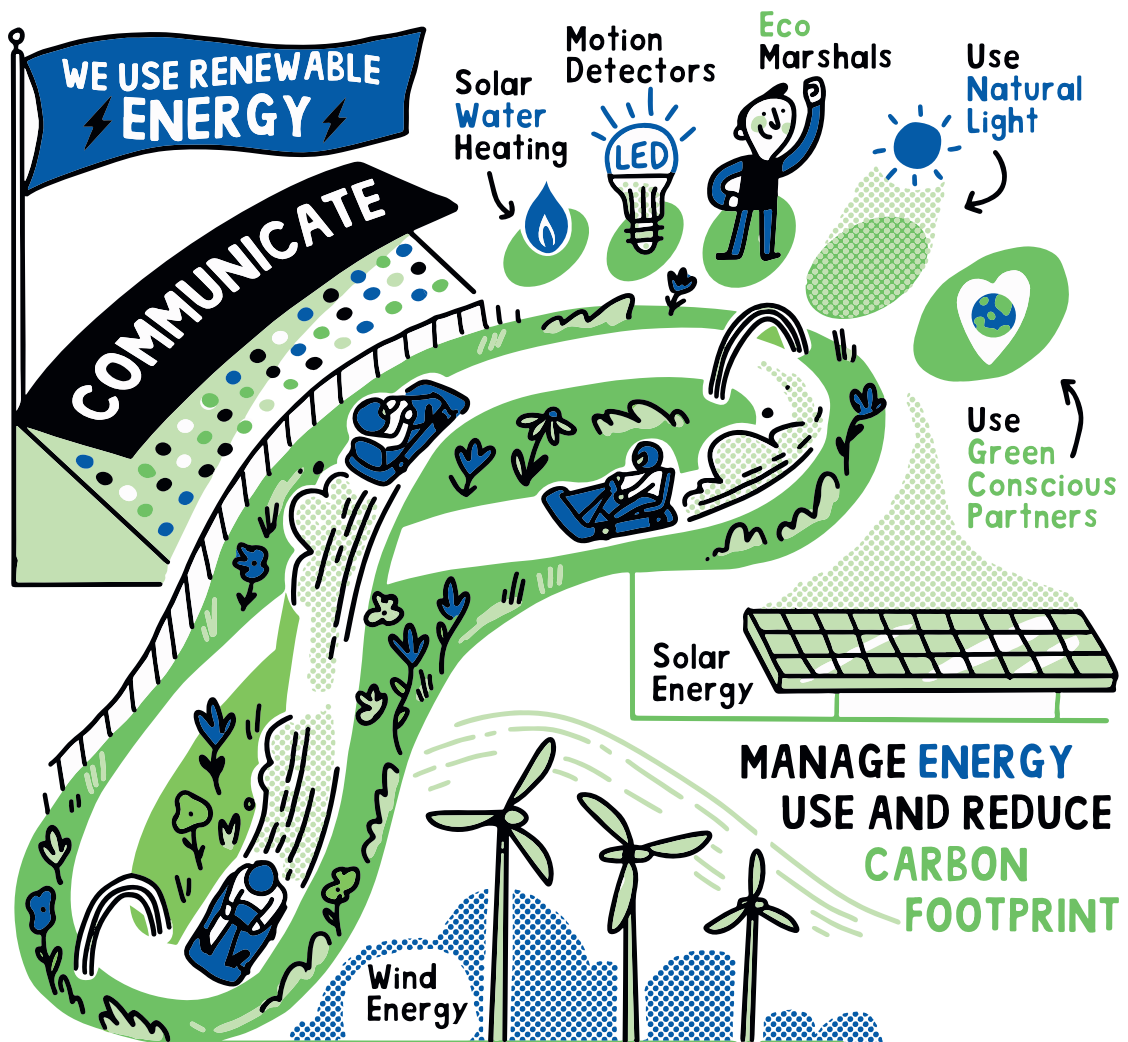 WE USE RENEWABLE
ENERGY
COMMUNICATE
Solar
Water
Heating
Motion
Detectors
LED
Eco
Marshals
Use
Natural
Light
Use
Green
Conscious
Partners
Solar
Energy
MANAGE ENERGY
USE AND REDUCE
CARBON
FOOTPRINT
Wind
Energy